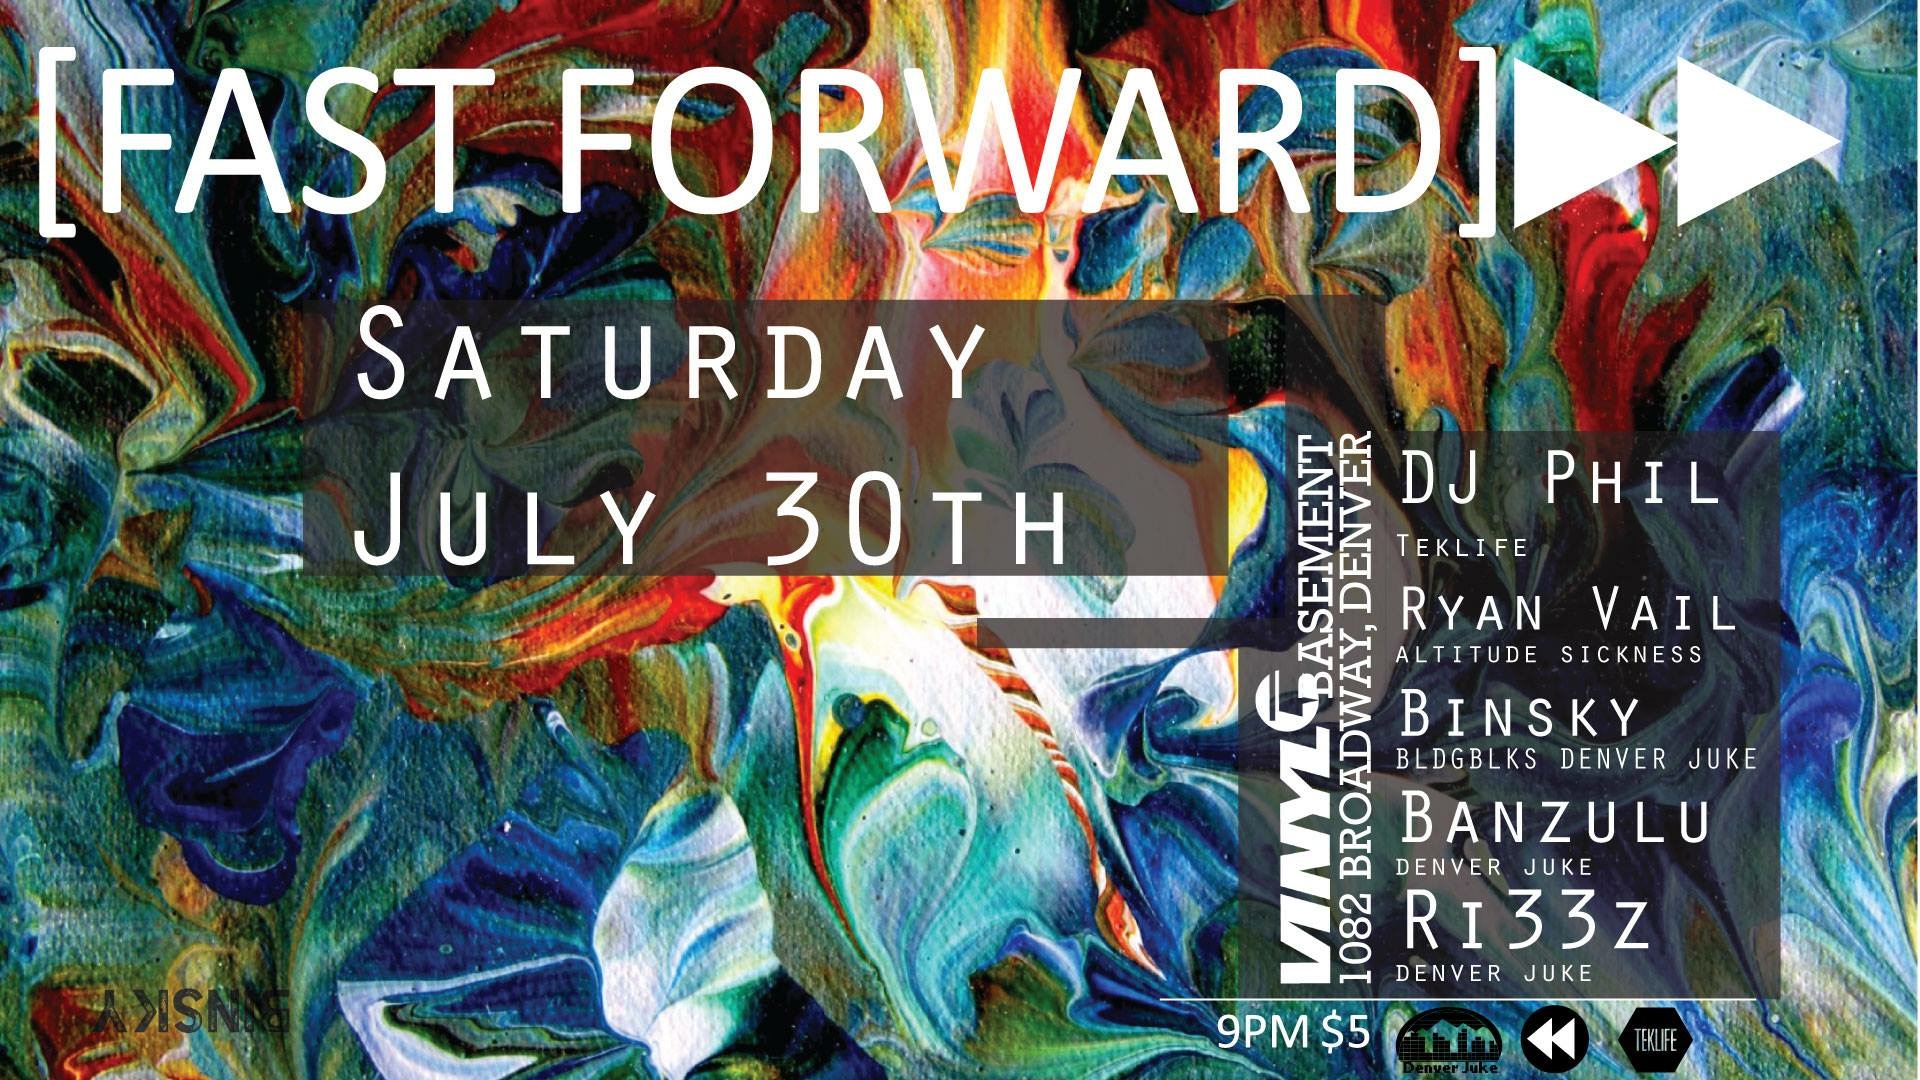 [FAST FORWARD]
SATURDAY
JULY 30TH
VINYL BASEMENT
1082 BROADWAY, DENVER
DJ PHIL
TEKLIFE
RYAN VAIL
ALTITUDE SICKNESS
BINSKY
BLDGBLKS DENVER JUKE
BANZULU
DENVER JUKE
RI33Z
DENVER JUKE
9PM $5
Denver Juke
TEKLIFE
BINSKY